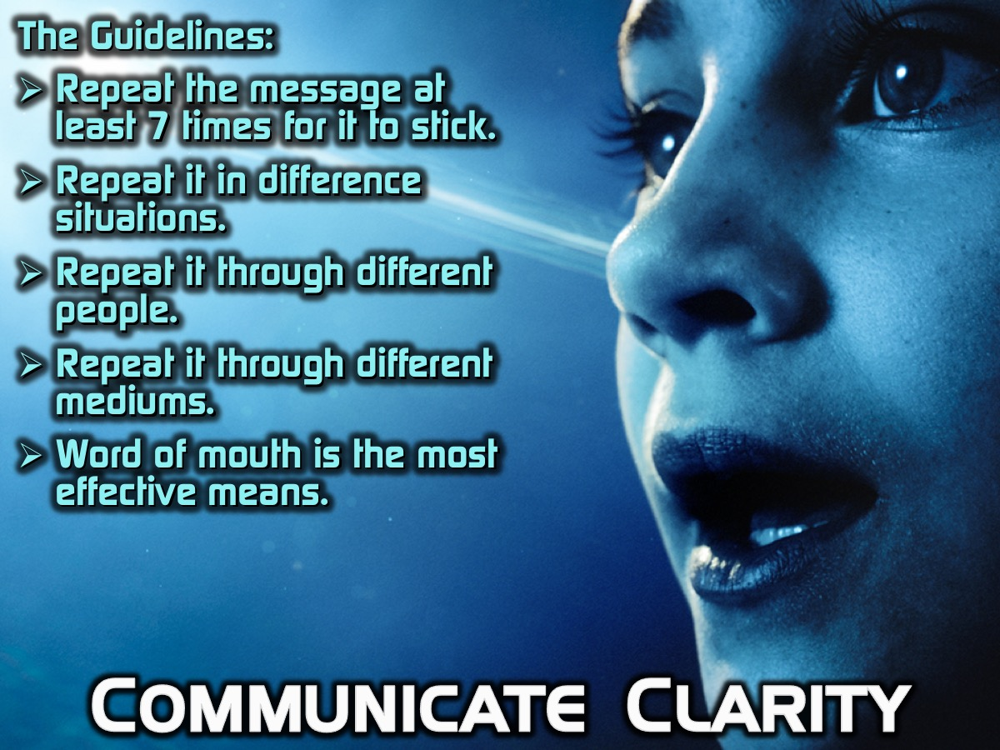 The Guidelines:
➢ Repeat the message at
least 7 times for it to stick.
➢ Repeat it in difference
situations.
➢ Repeat it through different
people.
➢ Repeat it through different
mediums.
➢ Word of mouth is the most
effective means.
COMMUNICATE CLARITY